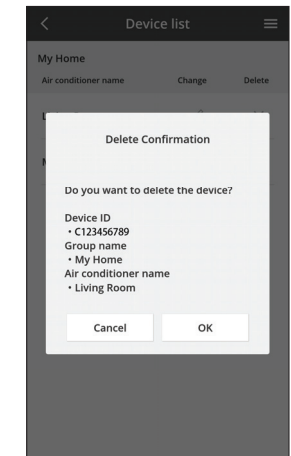 Device list
My Home
Air conditioner name Change Delete
Delete Confirmation
Do you want to delete the device?
Device ID
• C123456789
Group name
• My Home
Air conditioner name
• Living Room
Cancel OK